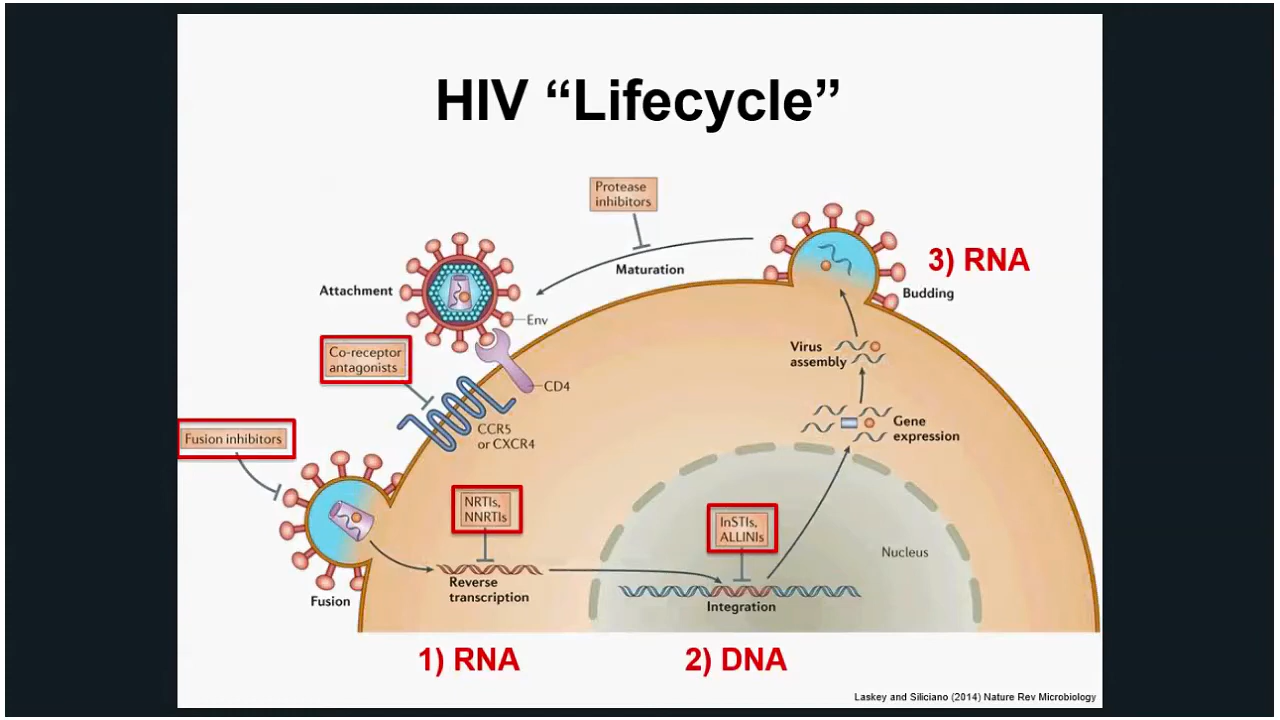 HIV “Lifecycle”
Protease
inhibitors
Maturation
3) RNA
Budding
Attachment
Env
Co-receptor
antagonists
CD4
CCR5
or CXCR4
Virus
assembly
Gene
expression
Fusion inhibitors
NRTIs,
NNRTIs
InSTIs,
ALLINIs
Nucleus
Reverse
transcription
Fusion
Integration
1) RNA
2) DNA
Laskey and Siliciano (2014) Nature Rev Microbiology